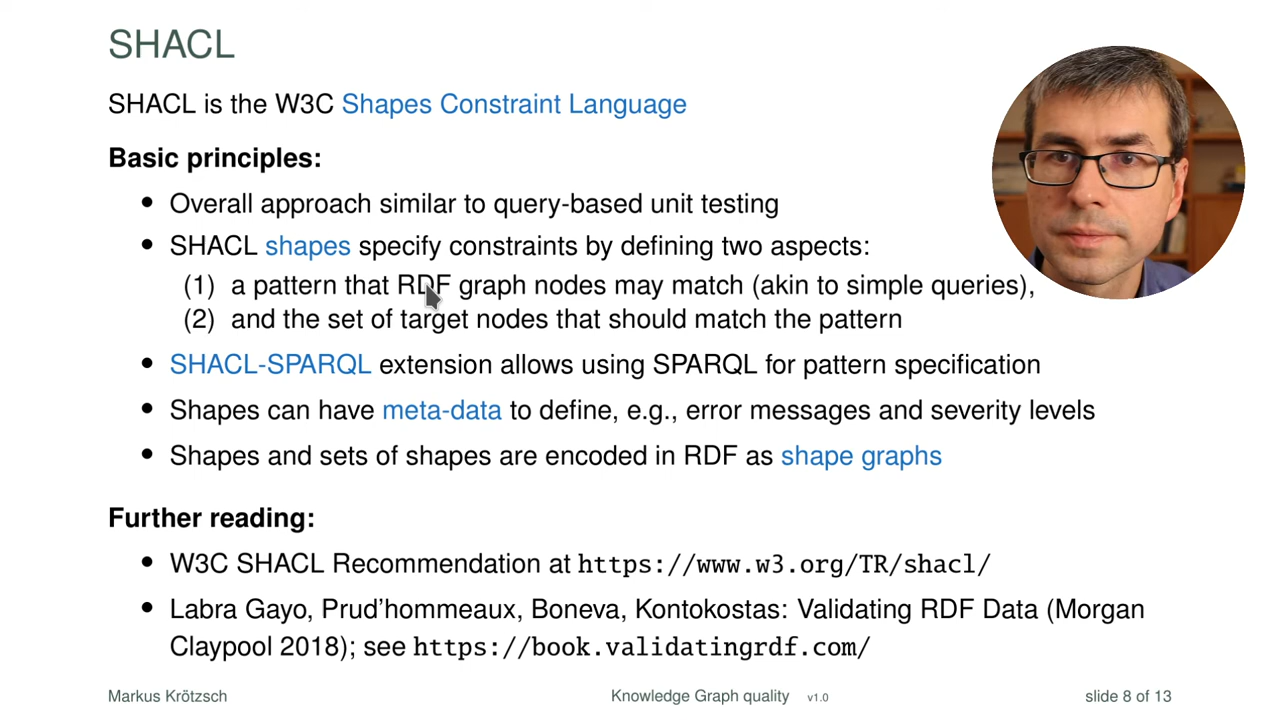 SHACL
SHACL is the W3C Shapes Constraint Language
Basic principles:
• Overall approach similar to query-based unit testing
• SHACL shapes specify constraints by defining two aspects:
(1) a pattern that RDF graph nodes may match (akin to simple queries),
(2) and the set of target nodes that should match the pattern
• SHACL-SPARQL extension allows using SPARQL for pattern specification
• Shapes can have meta-data to define, e.g., error messages and severity levels
• Shapes and sets of shapes are encoded in RDF as shape graphs
Further reading:
• W3C SHACL Recommendation at https://www.w3.org/TR/shacl/
• Labra Gayo, Prud'hommeaux, Boneva, Kontokostas: Validating RDF Data (Morgan
Claypool 2018); see https://book.validatingrdf.com/
Markus Krötzsch Knowledge Graph quality v1.0 slide 8 of 13